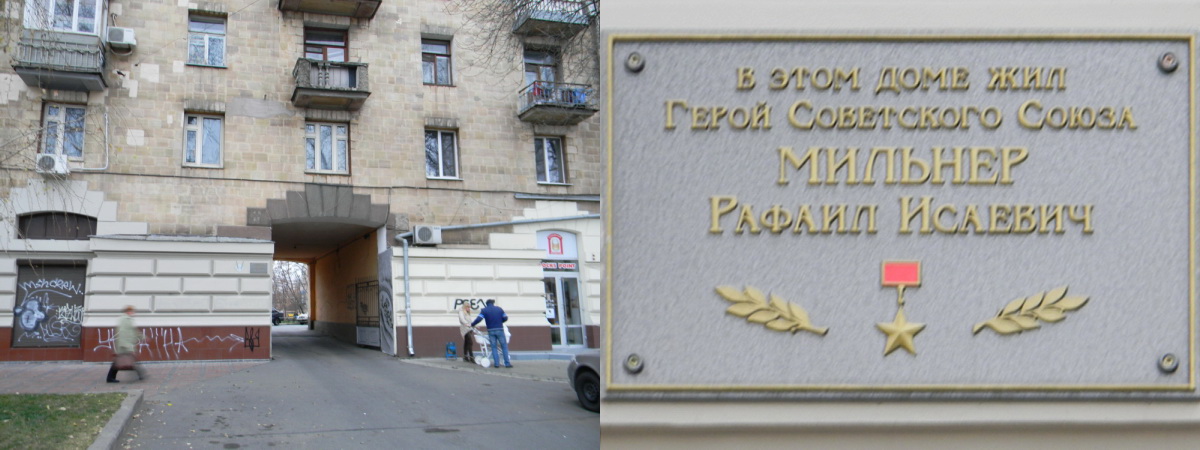 В ЭТОМ ДОМЕ ЖИЛ
ГЕРОЙ СОВЕТСКОГО СОЮЗА
МИЛЬНЕР
РАФАИЛ ИСАЕВИЧ